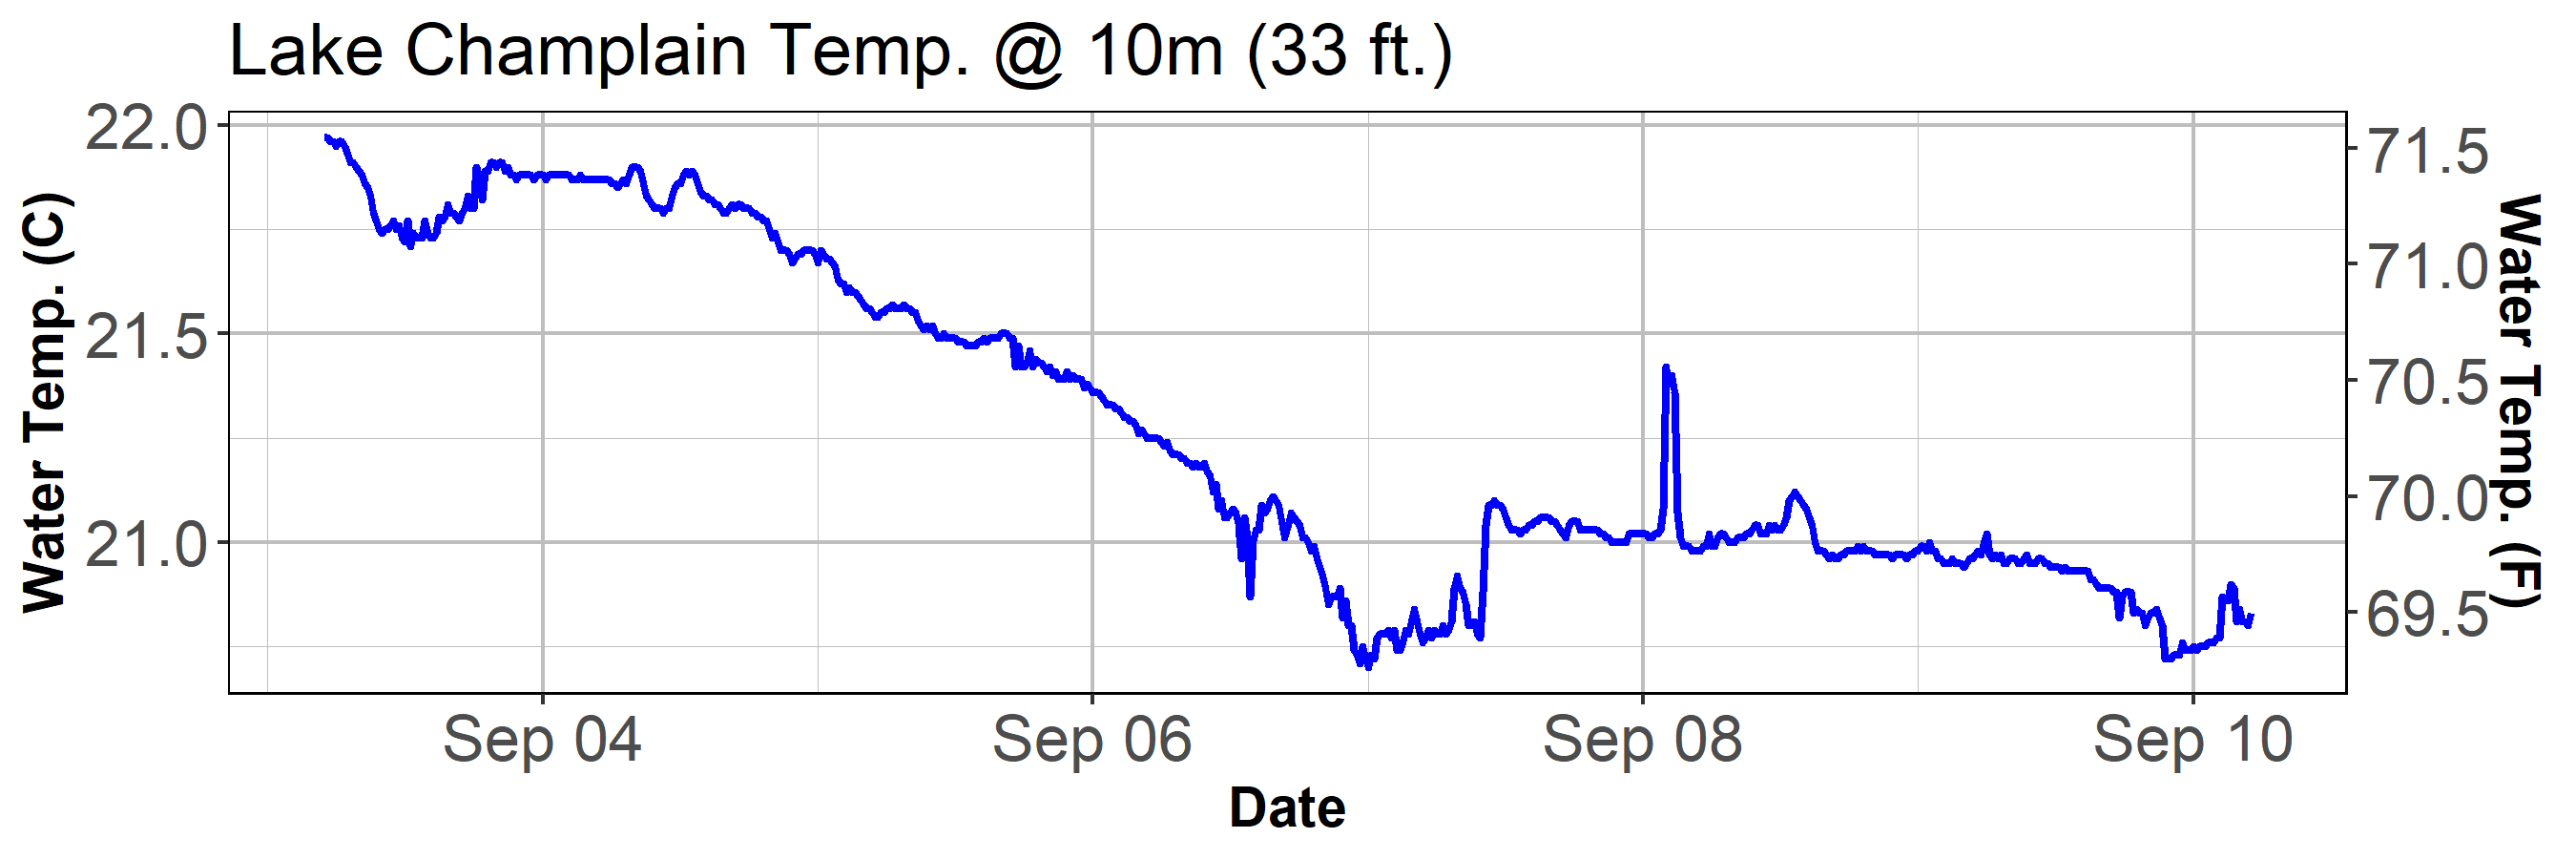 Lake Champlain Temp. @ 10m (33 ft.)
Water Temp. (C)
22.0
21.5
21.0
71.5
71.0
70.5
70.0
69.5
Water Temp. (F)
Sep 04
Sep 06
Sep 08
Sep 10
Date